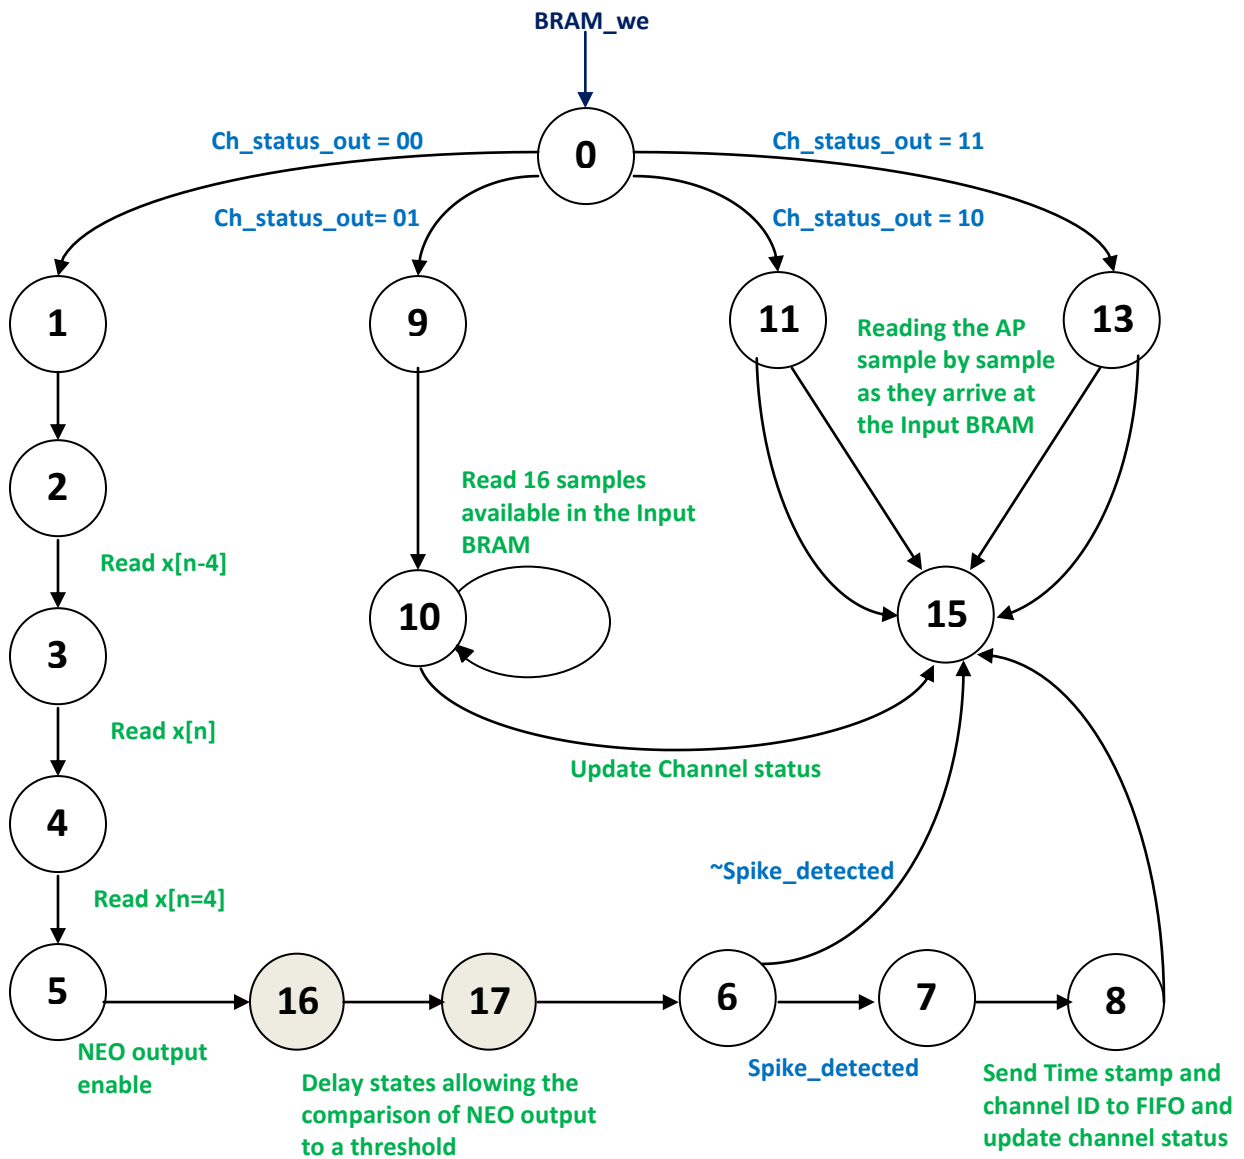 BRAM_we
0
Ch_status_out = 00
Ch_status_out = 11
Ch_status_out= 01
Ch_status_out = 10
1
9
11
13
Reading the AP
sample by sample
as they arrive at
the Input BRAM
2
Read 16 samples
available in the Input
BRAM
Read x[n-4]
3
10
15
Read x[n]
Update Channel status
4
~Spike_detected
Read x[n=4]
5
16
17
6
7
8
NEO output
enable
Delay states allowing the
comparison of NEO output
to a threshold
Spike_detected
Send Time stamp and
channel ID to FIFO and
update channel status